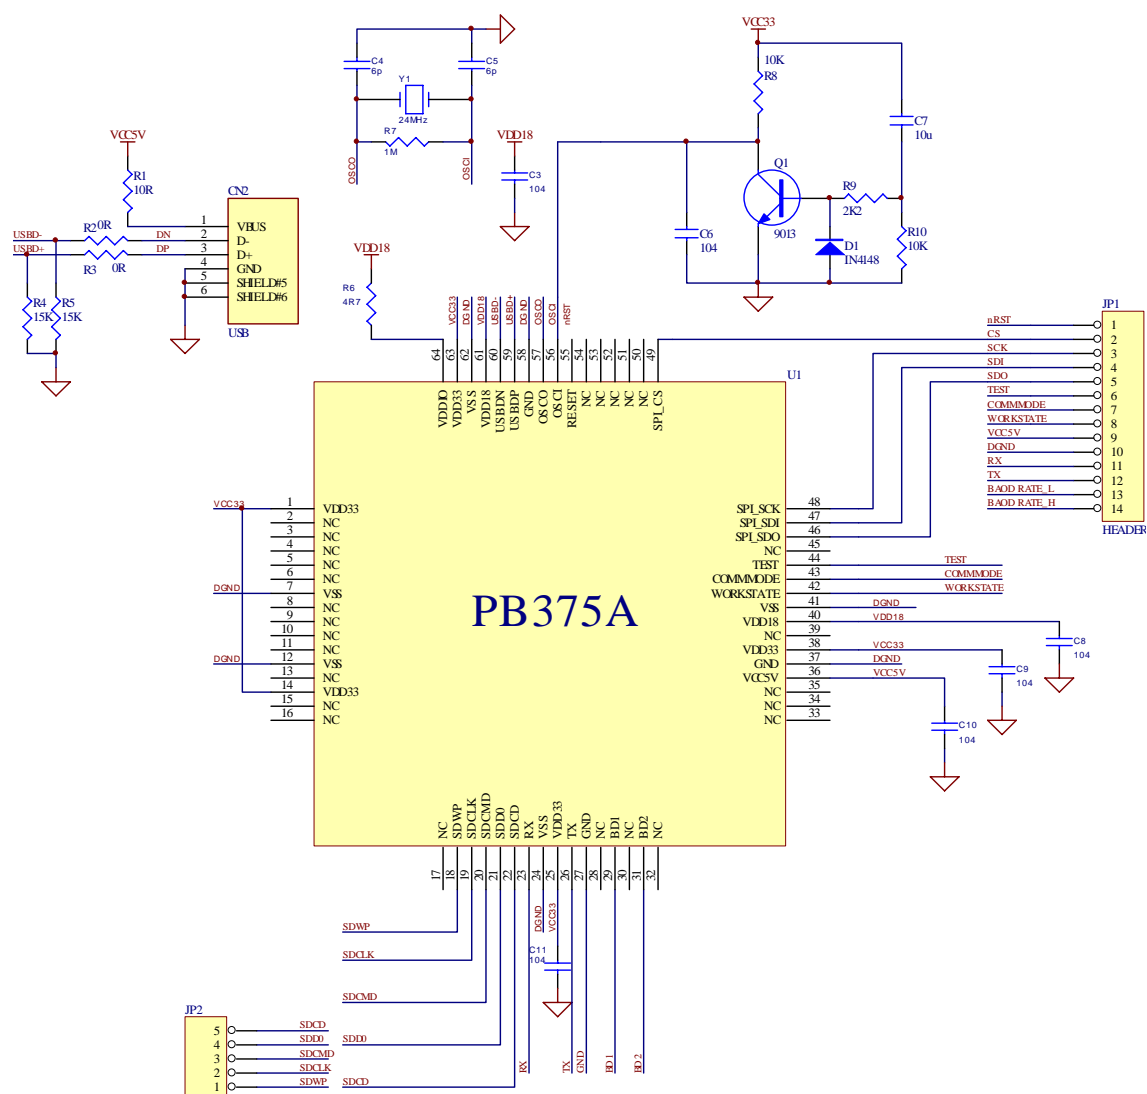 VCC33
C4
6p
C5
6p
Y1
24MHz
R7
1M
OSCO
OSCI
VDD18
C3
104
10K
R8
C7
10u
Q1
9013
R9
2K2
C6
104
D1
IN4148
R10
10K
VCC5V
R1
10R
CN2
USBD-
R2
0R
DN
USBD+
R3
0R
DP
1 VBUS
2 D-
3 D+
4 GND
5 SHIELD#5
6 SHIELD#6
USB
R4
15K
R5
15K
VDD18
R6
4R7
VCC33
DGND
VDD18
USBD-
USBD+
DGND
OSCO
OSCI
nRST
64 VDDIO
63 VDD33
62 VSS
61 VDD18
60 USBDN
59 USBDP
58 GND
57 OSCO
56 OSCI
55 RESET
54 NC
53 NC
52 NC
51 NC
50 NC
49 SPI_CS
JP1
nRST 1
CS 2
SCK 3
SDI 4
SDO 5
TEST 6
COMMMODE 7
WORKSTATE 8
VCC5V 9
DGND 10
RX 11
TX 12
BAOD RATE_L 13
BAOD RATE_H 14
HEADER
U1
PB375A
VCC33
1 VDD33
2 NC
3 NC
4 NC
5 NC
6 NC
DGND 7 VSS
8 NC
9 NC
10 NC
11 NC
DGND 12 VSS
13 NC
14 VDD33
15 NC
16 NC
SPI_SCK 48
SPI_SDI 47
SPI_SDO 46
NC 45
TEST 44 TEST
COMMMODE 43 COMMMODE
WORKSTATE 42 WORKSTATE
VSS 41 DGND
VDD18 40 VDD18
NC 39
VDD33 38 VCC33
GND 37 DGND
VCC5V 36 VCC5V
NC 35
NC 34
NC 33
C8
104
C9
104
C10
104
NC 17
SDWP 18
SDCLK 19
SDCMD 20
SDD0 21
SDCD 22
RX 23
VSS 24
VDD33 25
TX 26
GND 27
NC 28
BD1 29
NC 30
BD2 31
NC 32
SDWP
SDCLK
SDCMD
SDD0
SDCD
DGND
VCC33
C11
104
RX
TX
GND
BD1
BD2
JP2
5 SDCD
4 SDD0
3 SDCMD
2 SDCLK
1 SDWP